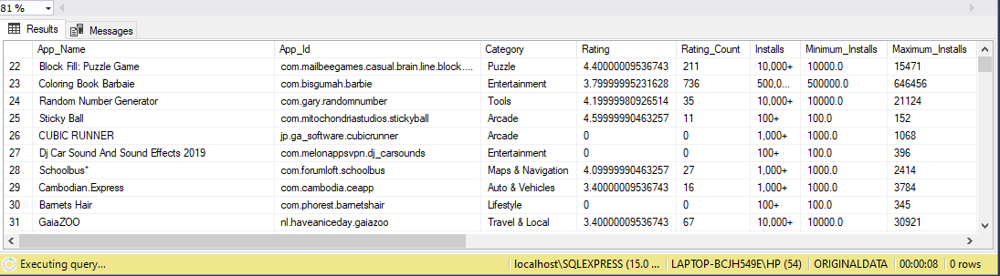 81 %
Results Messages
App_Name App_Id Category Rating Rating_Count Installs Minimum_Installs Maximum_Installs
22 Block Fill: Puzzle Game com.mailbeegames.casual.brain.line.block.... Puzzle 4.40000009536743 211 10,000+ 10000.0 15471
23 Coloring Book Barbaie com.bisgumah.barbie Entertainment 3.79999995231628 736 500,0... 500000.0 646456
24 Random Number Generator com.gary.randomnumber Tools 4.19999980926514 35 10,000+ 10000.0 21124
25 Sticky Ball com.mitochondriastudios.stickyball Arcade 4.59999990463257 11 100+ 100.0 152
26 CUBIC RUNNER jp.ga_software.cubicrunner Arcade 0 0 1,000+ 1000.0 1068
27 Dj Car Sound And Sound Effects 2019 com.melonappsvpn.dj_carsounds Entertainment 0 0 100+ 100.0 396
28 Schoolbus* com.forumloft.schoolbus Maps & Navigation 4.09999990463257 27 1,000+ 1000.0 2414
29 Cambodian.Express com.cambodia.ceapp Auto & Vehicles 3.40000009536743 16 1,000+ 1000.0 3784
30 Barnets Hair com.phorest.barnetshair Lifestyle 0 0 100+ 100.0 345
31 GaiaZOO nl.haveaniceday.gaiazoo Travel & Local 3.40000009536743 67 10,000+ 10000.0 30921
Executing query... localhost\SQLEXPRESS (15.0 ... LAPTOP-BCJH549E\HP (54) ORIGINALDATA 00:00:08 0 rows